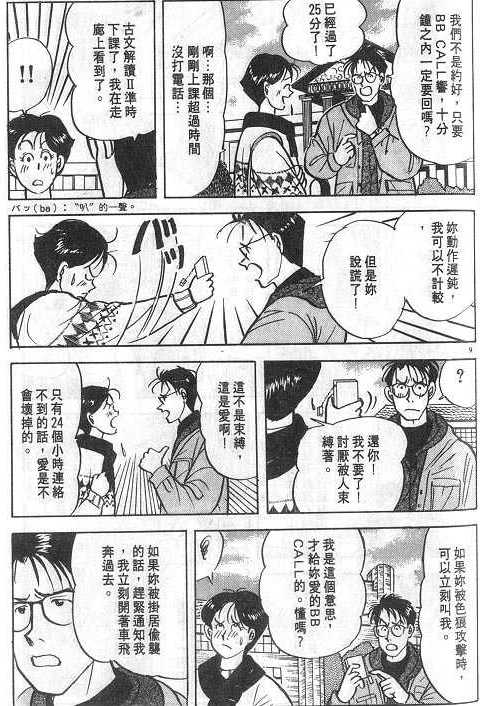 我們不是約好，只要
BB CALL響，十分
鐘之內一定要回嗎？
已經過了
25分了！
啊…那個…
剛剛上課超過時間
沒打電話…
古文解讀Ⅱ準時
下課了，我在走
廊上看到了。
!!
バッ(ba)：“叭”的一聲。
妳動作遲鈍，
我可以不計較
，
但是妳
說謊了！
バッ
9
？
還你！
我不要了！
討厭被人束
縛著。
這不是束縛，
這是愛啊！
只有24個小時連絡
不到的話，愛是不
會壞掉的。
如果妳被色狼攻擊時，
可以立刻叫我。
我是這個意思，
才給妳愛的BB
CALL的。懂嗎？
如果妳被掛居偷襲
的話，趕緊通知我
，我立刻開著車飛
奔過去。